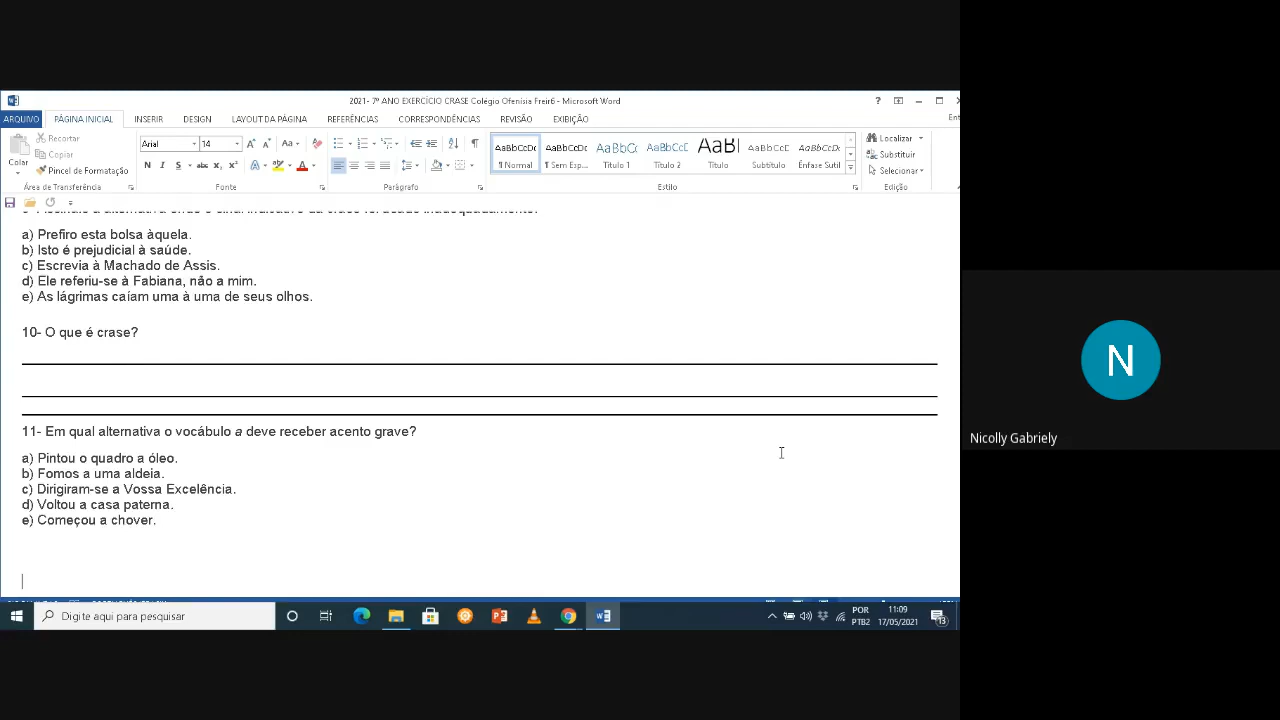 2021- 7º ANO EXERCÍCIO CRASE Colégio Ofenísia Freir6 - Microsoft Word
ARQUIVO PÁGINA INICIAL INSERIR DESIGN LAYOUT DA PÁGINA REFERÊNCIAS CORRESPONDÊNCIAS REVISÃO EXIBIÇÃO Ent
Colar
Recortar
Copiar
Pincel de Formatação
Área de Transferência
Arial 14
Fonte
Parágrafo
AaBbCcDc AaBbCcDc AaBbCc AaBbCcE AaBl AaBbCcE AaBbCcDc
¶ Normal ¶ Sem Esp... Título 1 Título 2 Título Subtítulo Ênfase Sutil
Estilo
Localizar
Substituir
Selecionar
Edição
a) Prefiro esta bolsa àquela.
b) Isto é prejudicial à saúde.
c) Escrevia à Machado de Assis.
d) Ele referiu-se à Fabiana, não a mim.
e) As lágrimas caíam uma à uma de seus olhos.
10- O que é crase?
11- Em qual alternativa o vocábulo a deve receber acento grave?
a) Pintou o quadro a óleo.
b) Fomos a uma aldeia.
c) Dirigiram-se a Vossa Excelência.
d) Voltou a casa paterna.
e) Começou a chover.
Digite aqui para pesquisar
POR
PTB2
11:09
17/05/2021
13
N
Nicolly Gabriely